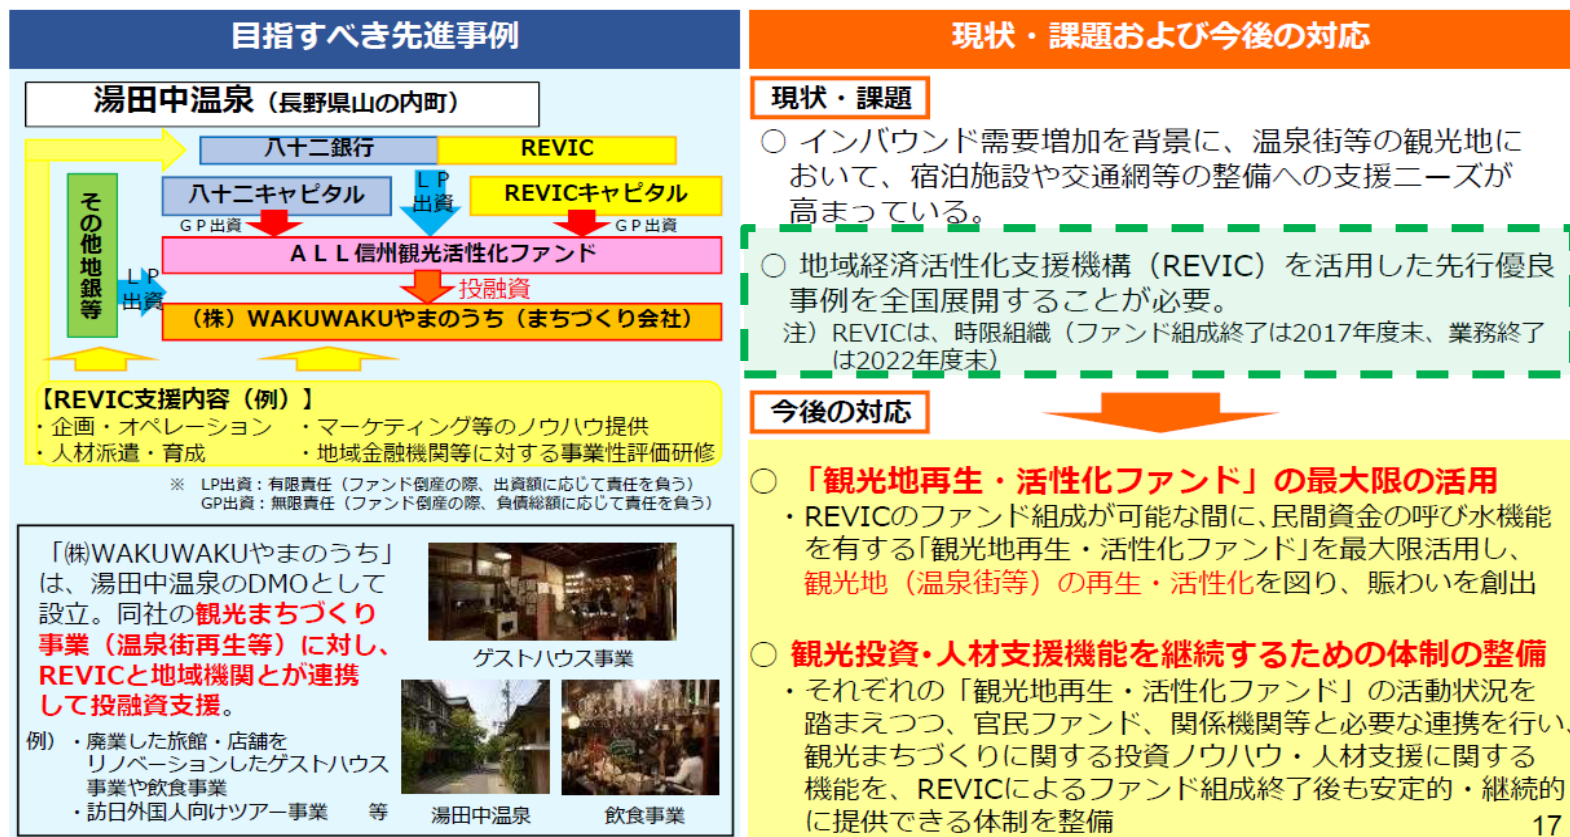 目指すべき先進事例
湯田中温泉（長野県山の内町）
八十二銀行
REVIC
八十二キャピタル
ＬＰ
出資
REVICキャピタル
ＧＰ出資
ＧＰ出資
その他地銀等
ＡＬＬ信州観光活性化ファンド
ＬＰ
出資
投融資
（株）WAKUWAKUやまのうち（まちづくり会社）
【REVIC支援内容（例）】
・企画・オペレーション ・マーケティング等のノウハウ提供
・人材派遣・育成 ・地域金融機関等に対する事業性評価研修
※ LP出資：有限責任（ファンド倒産の際、出資額に応じて責任を負う）
GP出資：無限責任（ファンド倒産の際、負債総額に応じて責任を負う）
「㈱WAKUWAKUやまのうち」
は、湯田中温泉のDMOとして
設立。同社の観光まちづくり
事業（温泉街再生等）に対し、
REVICと地域機関とが連携
して投融資支援。
例）・廃業した旅館・店舗を
リノベーションしたゲストハウス
事業や飲食事業
・訪日外国人向けツアー事業 等
ゲストハウス事業
湯田中温泉
飲食事業
現状・課題および今後の対応
現状・課題
○ インバウンド需要増加を背景に、温泉街等の観光地に
おいて、宿泊施設や交通網等の整備への支援ニーズが
高まっている。
○ 地域経済活性化支援機構（REVIC）を活用した先行優良
事例を全国展開することが必要。
注）REVICは、時限組織（ファンド組成終了は2017年度末、業務終了
は2022年度末）
今後の対応
○ 「観光地再生・活性化ファンド」の最大限の活用
・REVICのファンド組成が可能な間に、民間資金の呼び水機能
を有する「観光地再生・活性化ファンド」を最大限活用し、
観光地（温泉街等）の再生・活性化を図り、賑わいを創出
○ 観光投資・人材支援機能を継続するための体制の整備
・それぞれの「観光地再生・活性化ファンド」の活動状況を
踏まえつつ、官民ファンド、関係機関等と必要な連携を行い、
観光まちづくりに関する投資ノウハウ・人材支援に関する
機能を、REVICによるファンド組成終了後も安定的・継続的
に提供できる体制を整備
17